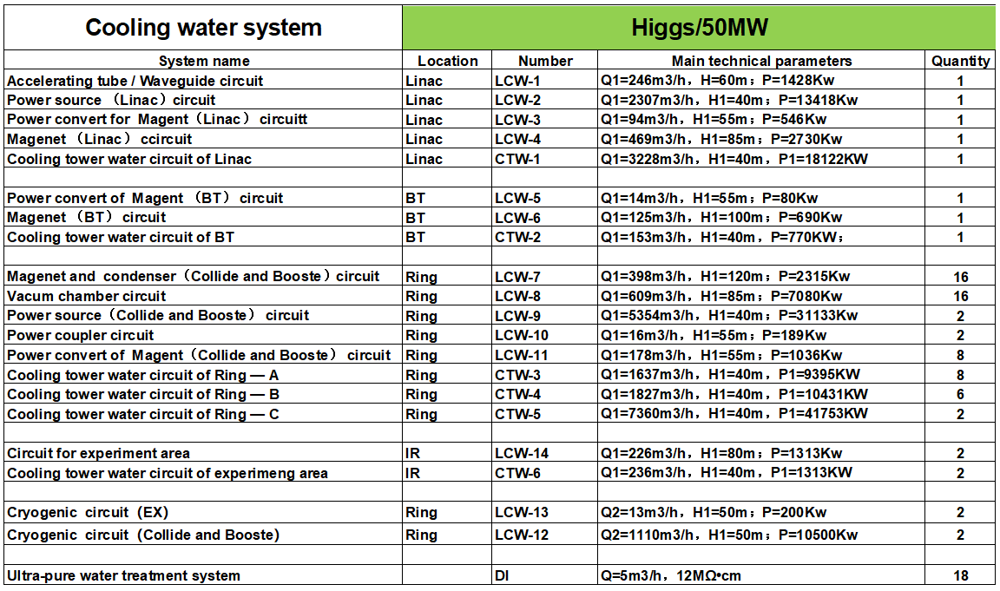 Cooling water system Higgs/50MW
System name Location Number Main technical parameters Quantity
Accelerating tube / Waveguide circuit Linac LCW-1 Q1=246m3/h，H=60m；P=1428Kw 1
Power source （Linac）circuit Linac LCW-2 Q1=2307m3/h，H1=40m；P=13418Kw 1
Power convert for Magent（Linac） circuitt Linac LCW-3 Q1=94m3/h，H1=55m；P=546Kw 1
Magenet （Linac） ccircuit Linac LCW-4 Q1=469m3/h，H1=85m；P=2730Kw 1
Cooling tower water circuit of Linac Linac CTW-1 Q1=3228m3/h，H1=40m，P1=18122KW 1
Power convert of Magent （BT） circuit BT LCW-5 Q1=14m3/h，H1=55m；P=80Kw 1
Magenet （BT） circuit BT LCW-6 Q1=125m3/h，H1=100m；P=690Kw 1
Cooling tower water circuit of BT BT CTW-2 Q1=153m3/h，H1=40m，P=770KW； 1
Magenet and condenser（Collide and Booste）circuit Ring LCW-7 Q1=398m3/h，H1=120m；P=2315Kw 16
Vacum chamber circuit Ring LCW-8 Q1=609m3/h，H1=85m；P=7080Kw 16
Power source（Collide and Booste） circuit Ring LCW-9 Q1=5354m3/h，H1=40m；P=31133Kw 2
Power coupler circuit Ring LCW-10 Q1=16m3/h，H1=55m；P=189Kw 2
Power convert of Magent（Collide and Booste） circuit Ring LCW-11 Q1=178m3/h，H1=55m；P=1036Kw 8
Cooling tower water circuit of Ring — A Ring CTW-3 Q1=1637m3/h，H1=40m，P1=9395KW 8
Cooling tower water circuit of Ring — B Ring CTW-4 Q1=1827m3/h，H1=40m，P1=10431KW 6
Cooling tower water circuit of Ring — C Ring CTW-5 Q1=7360m3/h，H1=40m，P1=41753KW 2
Circuit for experiment area IR LCW-14 Q1=226m3/h，H1=80m；P=1313Kw 2
Cooling tower water circuit of experimeng area IR CTW-6 Q1=236m3/h，H1=40m，P1=1313KW 2
Cryogenic circuit (EX) Ring LCW-13 Q2=13m3/h，H1=50m；P=200Kw 2
Cryogenic circuit (Collide and Booste) Ring LCW-12 Q2=1110m3/h，H1=50m；P=10500Kw 2
Ultra-pure water treatment system DI Q=5m3/h，12MΩ•cm 18